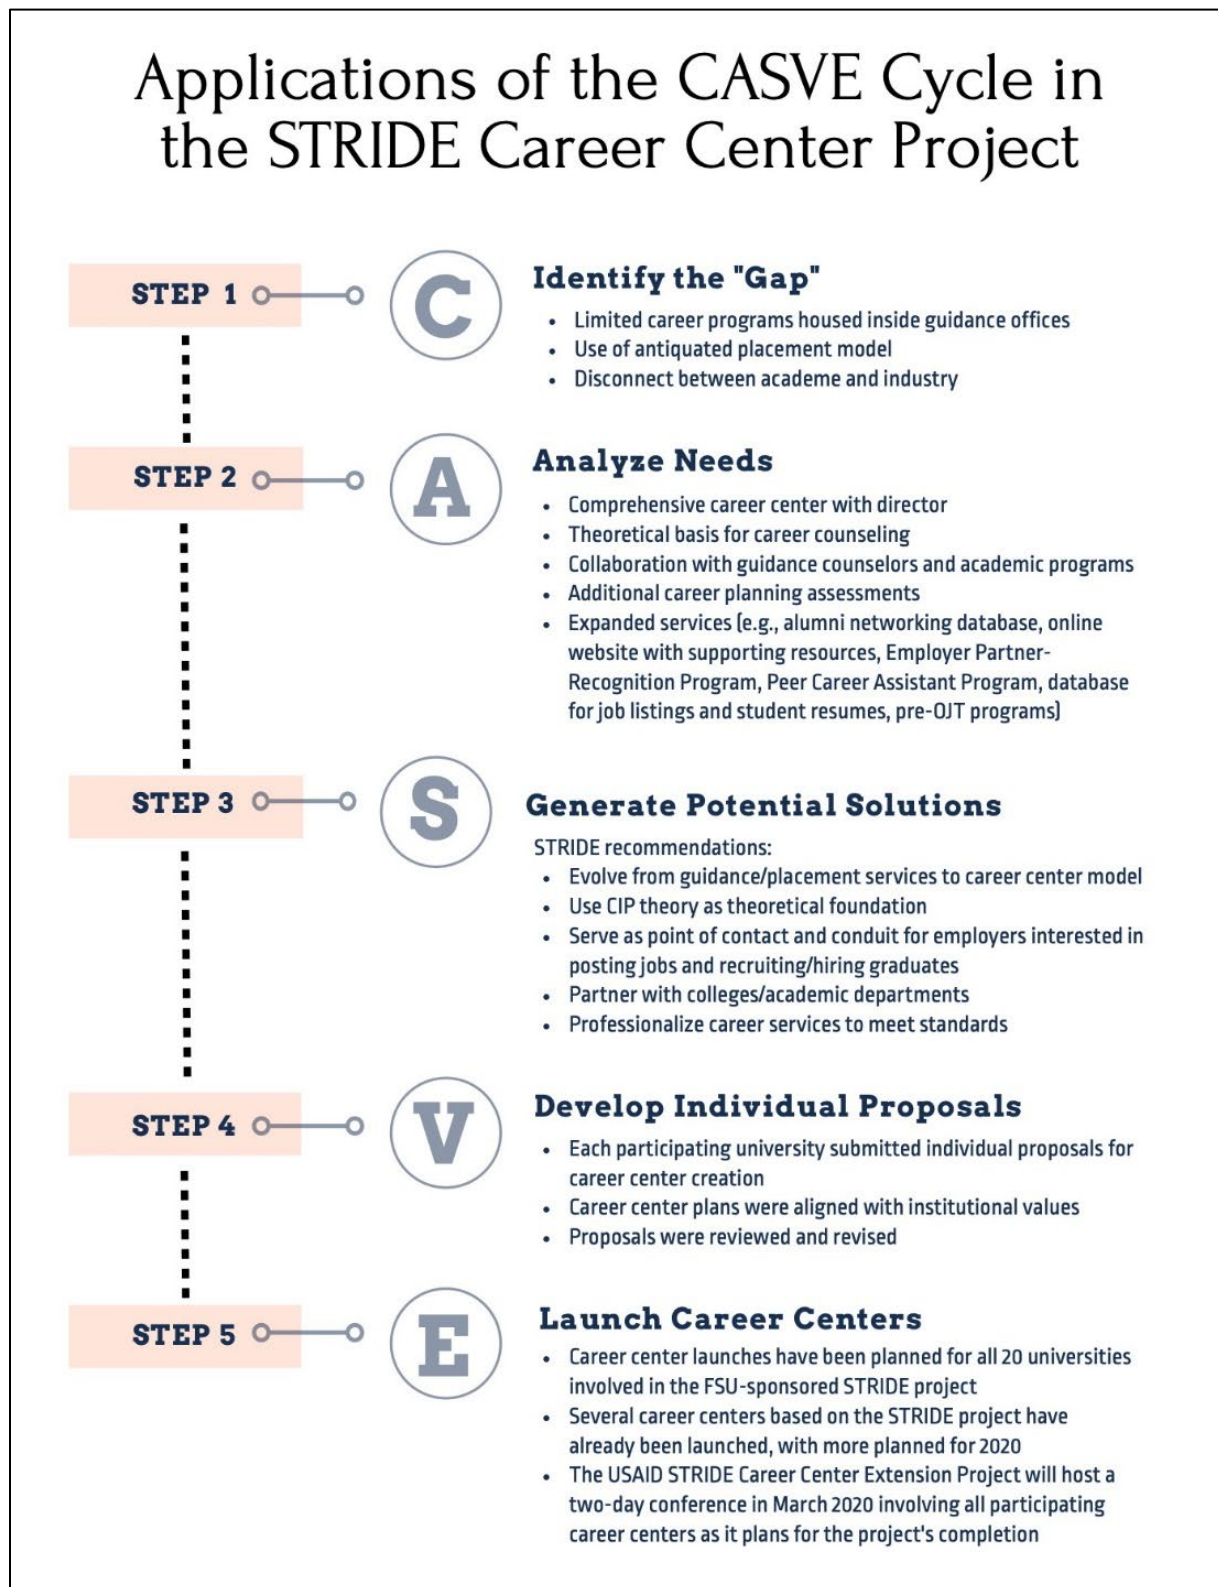 Applications of the CASVE Cycle in
the STRIDE Career Center Project
STEP 1
C
Identify the "Gap"
• Limited career programs housed inside guidance offices
• Use of antiquated placement model
• Disconnect between academe and industry
STEP 2
A
Analyze Needs
• Comprehensive career center with director
• Theoretical basis for career counseling
• Collaboration with guidance counselors and academic programs
• Additional career planning assessments
• Expanded services (e.g., alumni networking database, online
website with supporting resources, Employer Partner-
Recognition Program, Peer Career Assistant Program, database
for job listings and student resumes, pre-OJT programs)
STEP 3
S
Generate Potential Solutions
STRIDE recommendations:
• Evolve from guidance/placement services to career center model
• Use CIP theory as theoretical foundation
• Serve as point of contact and conduit for employers interested in
posting jobs and recruiting/hiring graduates
• Partner with colleges/academic departments
• Professionalize career services to meet standards
STEP 4
V
Develop Individual Proposals
• Each participating university submitted individual proposals for
career center creation
• Career center plans were aligned with institutional values
• Proposals were reviewed and revised
STEP 5
E
Launch Career Centers
• Career center launches have been planned for all 20 universities
involved in the FSU-sponsored STRIDE project
• Several career centers based on the STRIDE project have
already been launched, with more planned for 2020
• The USAID STRIDE Career Center Extension Project will host a
two-day conference in March 2020 involving all participating
career centers as it plans for the project's completion